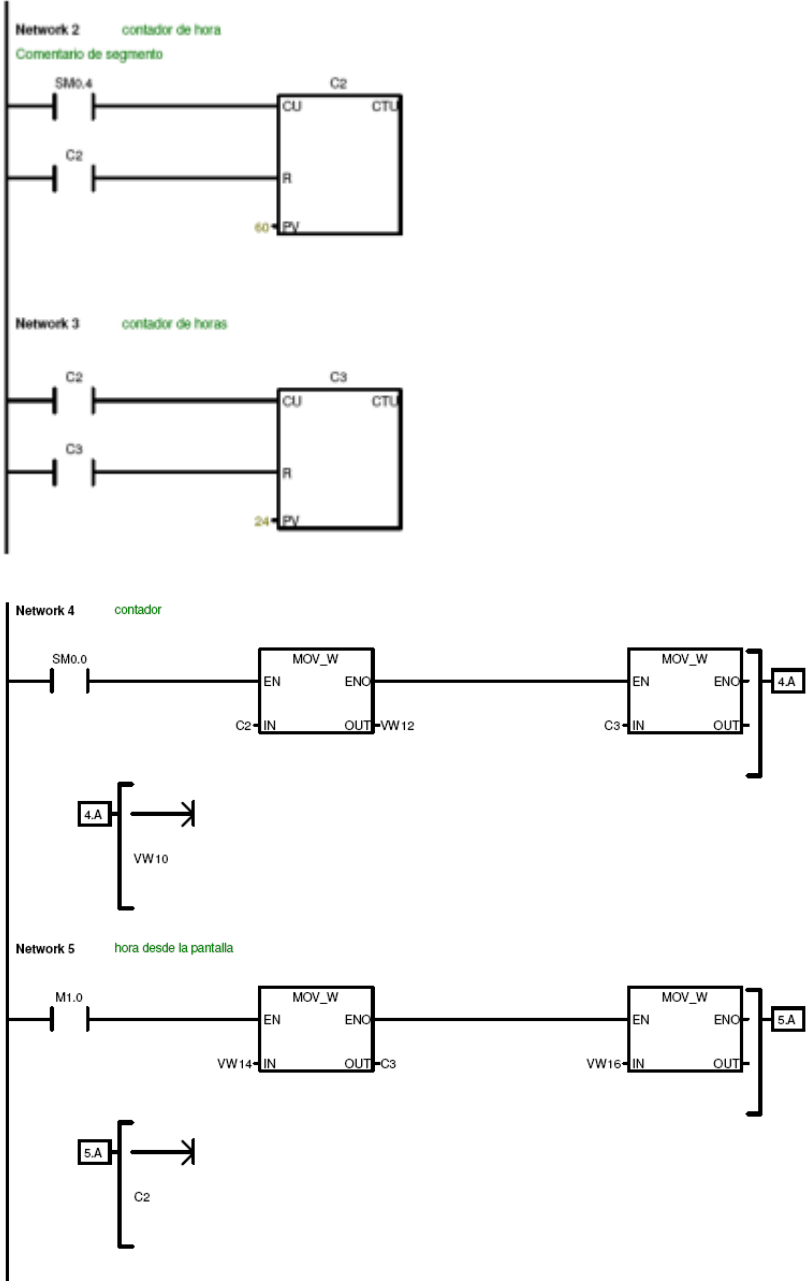 Network 2 contador de hora
Comentario de segmento
SM0.4 C2
CU CTU
C2
R
60 PV
Network 3 contador de horas
C2 C3
CU CTU
C3
R
24 PV
Network 4 contador
SM0.0 MOV_W MOV_W
EN ENO EN ENO 4.A
C2 IN OUT VW12 C3 IN OUT
4.A
VW10
Network 5 hora desde la pantalla
M1.0 MOV_W MOV_W
EN ENO EN ENO 5.A
VW14 IN OUT C3 VW16 IN OUT
5.A
C2